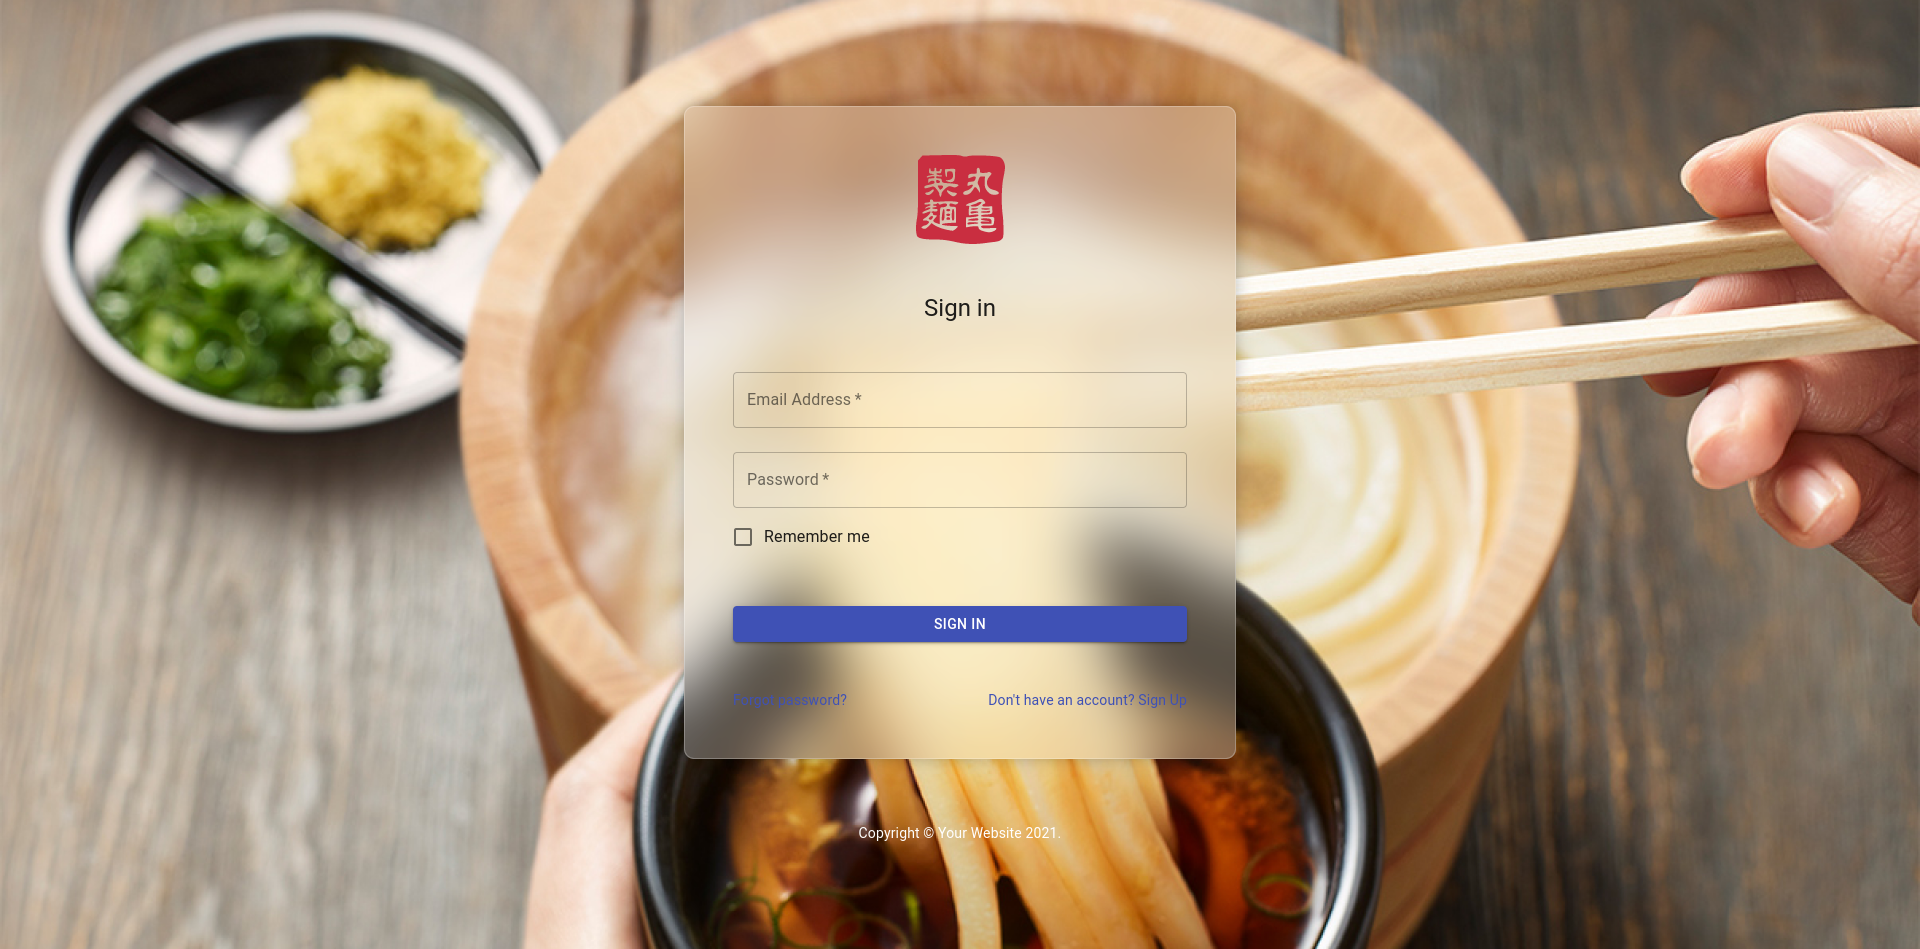 丸亀
製麺
Sign in
Email Address *
Password *
Remember me
SIGN IN
Forgot password?
Don't have an account? Sign Up
Copyright © Your Website 2021.